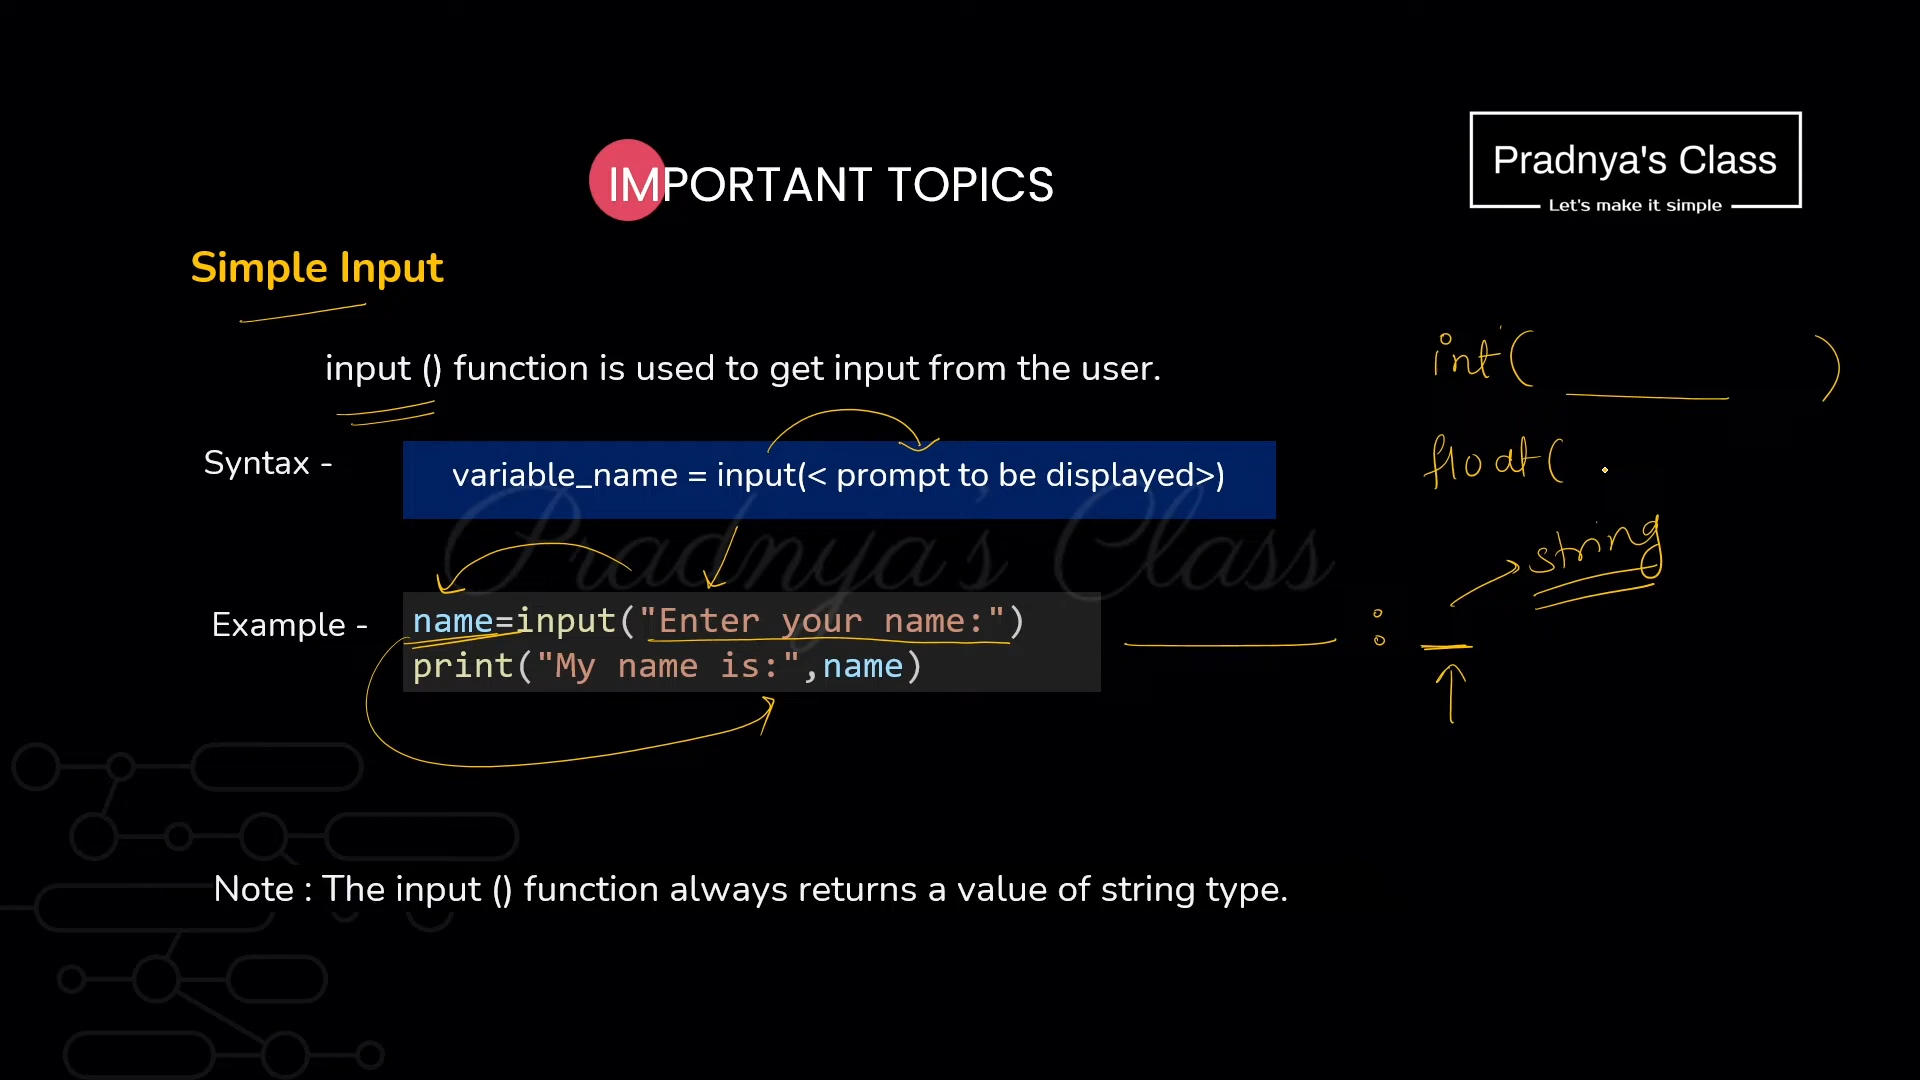 IMPORTANT TOPICS
Pradnya's Class
Let's make it simple
Simple Input
input () function is used to get input from the user.
int( )
Syntax -
variable_name = input(< prompt to be displayed>)
float( .
Pradnya's Class
string
Example -
name=input("Enter your name:")
print("My name is:",name)
:
Note : The input () function always returns a value of string type.